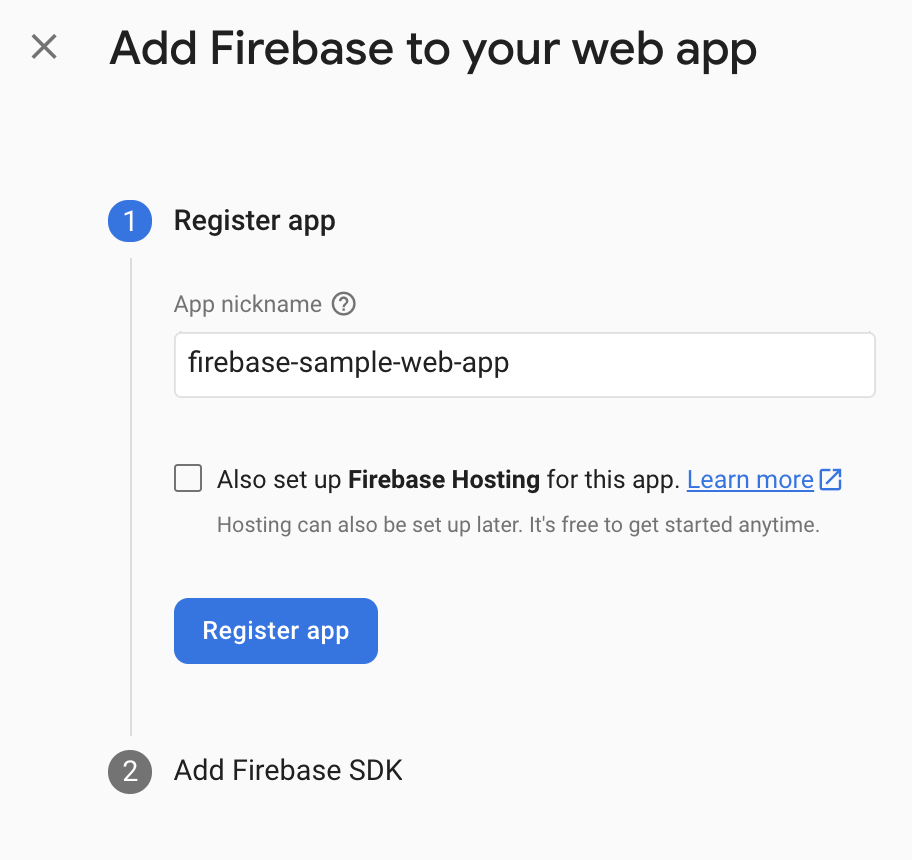 Add Firebase to your web app
1 Register app
App nickname ?
firebase-sample-web-app
Also set up Firebase Hosting for this app. Learn more
Hosting can also be set up later. It's free to get started anytime.
Register app
2 Add Firebase SDK